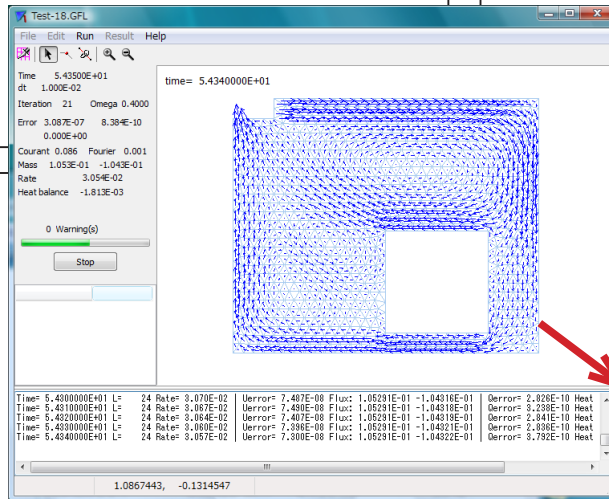 Test-18.GFL
File Edit Run Result Help
Time 5.43500E+01
dt 1.000E-02
Iteration 21 Omega 0.4000
Error 3.087E-07 8.384E-10
0.000E+00
Courant 0.086 Fourier 0.001
Mass 1.053E-01 -1.043E-01
Rate 3.054E-02
Heat balance -1.813E-03
0 Warning(s)
Stop
time= 5.4340000E+01
Time= 5.4300000E+01 L= 24 Rate= 3.070E-02 | Uerror= 7.487E-08 Flux: 1.05291E-01 -1.04316E-01 | Qerror= 2.826E-10 Heat
Time= 5.4310000E+01 L= 24 Rate= 3.067E-02 | Uerror= 7.490E-08 Flux: 1.05291E-01 -1.04318E-01 | Qerror= 3.238E-10 Heat
Time= 5.4320000E+01 L= 24 Rate= 3.064E-02 | Uerror= 7.407E-08 Flux: 1.05291E-01 -1.04319E-01 | Qerror= 2.841E-10 Heat
Time= 5.4330000E+01 L= 24 Rate= 3.060E-02 | Uerror= 7.396E-08 Flux: 1.05291E-01 -1.04321E-01 | Qerror= 2.836E-10 Heat
Time= 5.4340000E+01 L= 24 Rate= 3.057E-02 | Uerror= 7.300E-08 Flux: 1.05291E-01 -1.04322E-01 | Qerror= 3.792E-10 Heat
1.0867443, -0.1314547